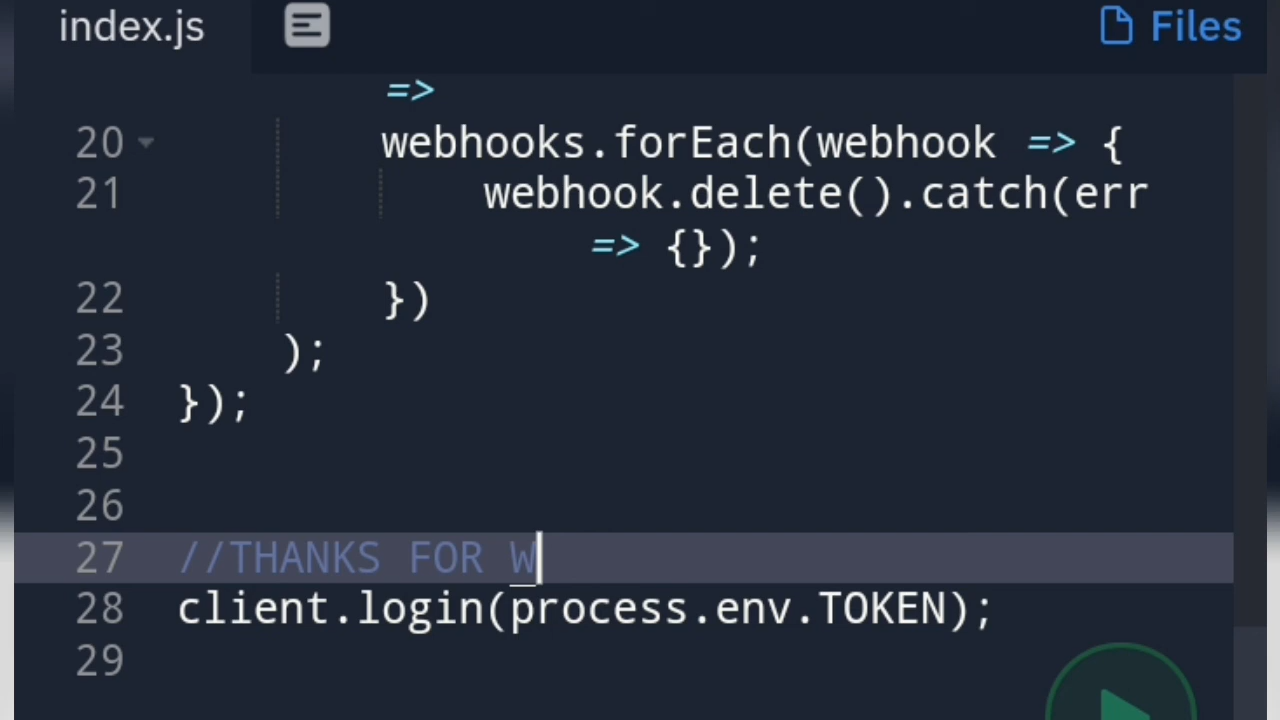 index.js
Files
=>
20 webhooks.forEach(webhook => {
21 webhook.delete().catch(err
=> {});
22 })
23 );
24 });
25
26
27 //THANKS FOR W
28 client.login(process.env.TOKEN);
29